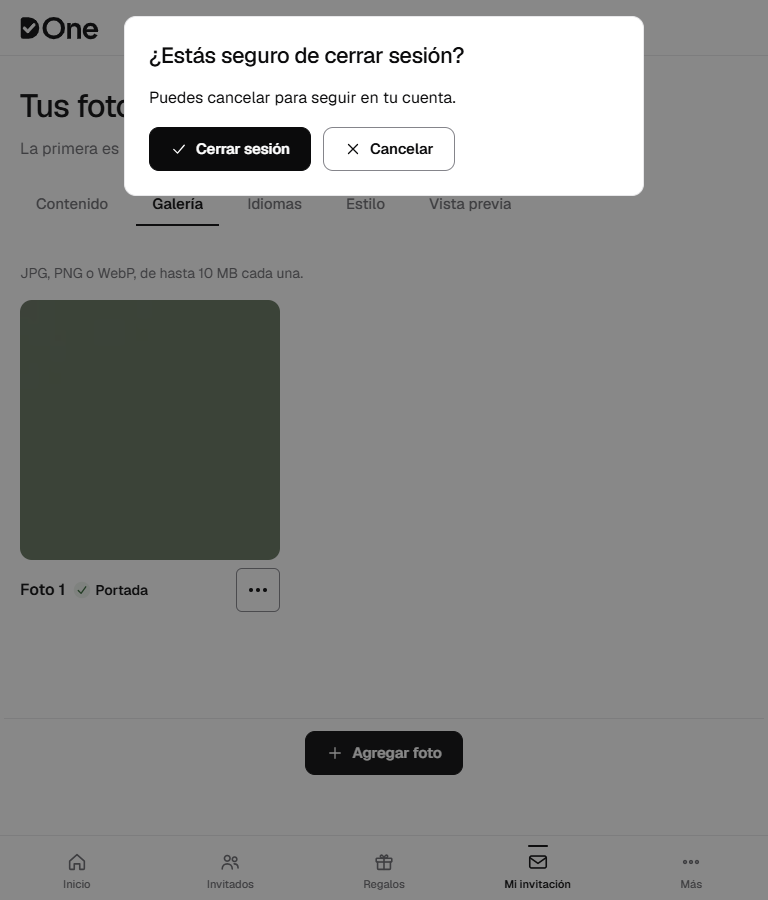 One
¿Estás seguro de cerrar sesión?
Puedes cancelar para seguir en tu cuenta.
Cerrar sesión Cancelar
Tus
La primera es
Contenido Galería Idiomas Estilo Vista previa
JPG, PNG o WebP, de hasta 10 MB cada una.
Foto 1 Portada
Agregar foto
Inicio Invitados Regalos Mi invitación Más